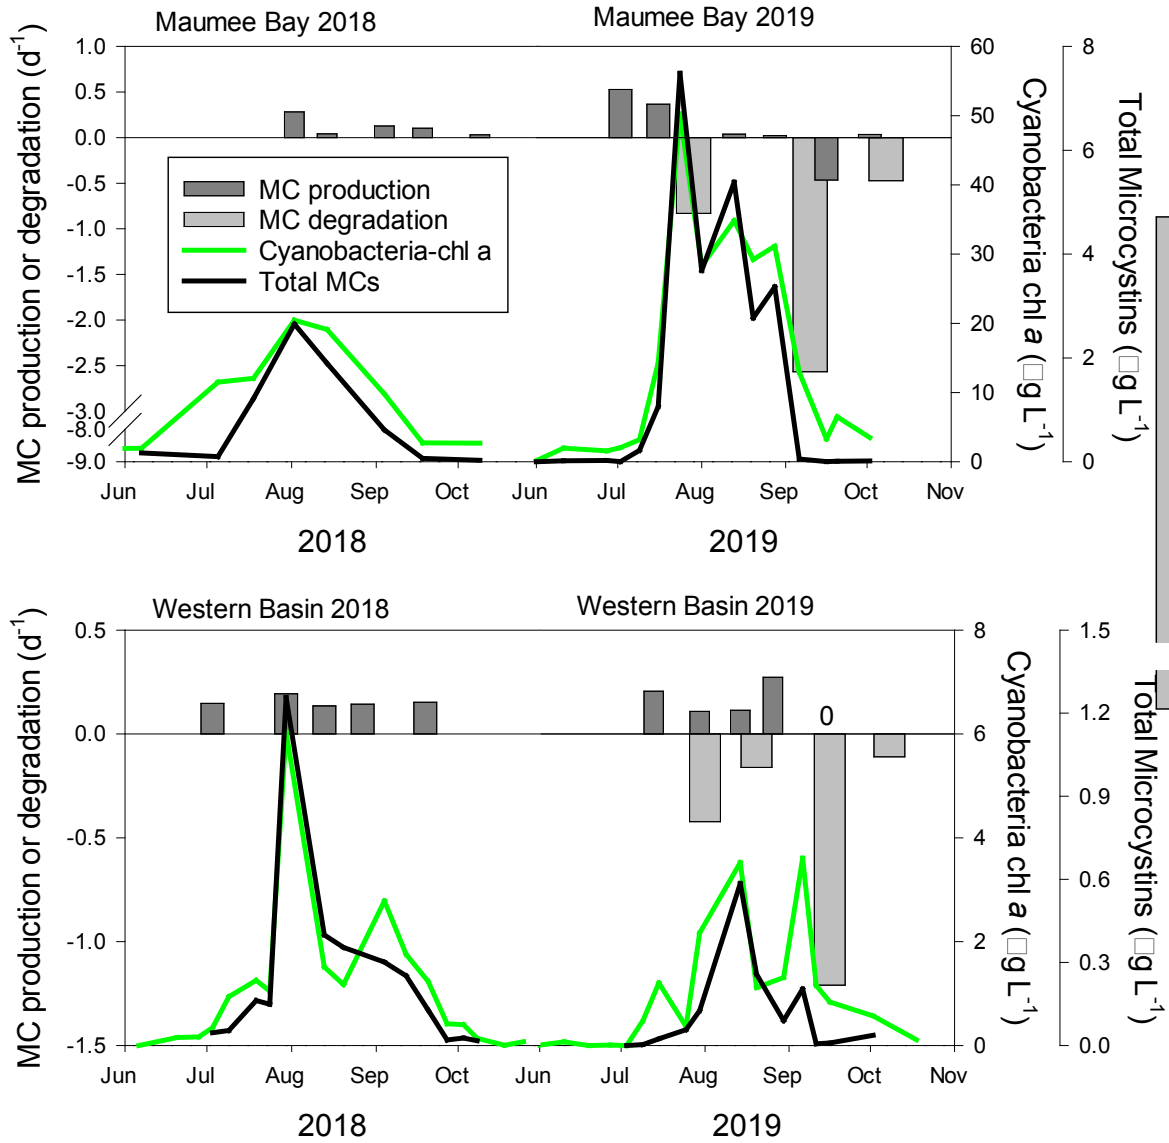 Maumee Bay 2018
Maumee Bay 2019
MC production or degradation (d-1)
1.0
0.5
0.0
-0.5
-1.0
-1.5
-2.0
-2.5
-3.0
-8.0
-9.0
MC production
MC degradation
Cyanobacteria-chl a
Total MCs
60
50
40
30
20
10
0
Cyanobacteria chl a (□g L-1)
8
6
4
2
0
Total Microcystins (□g L-1)
Jun Jul Aug Sep Oct Jun Jul Aug Sep Oct Nov
2018 2019
Western Basin 2018
Western Basin 2019
MC production or degradation (d-1)
0.5
0.0
-0.5
-1.0
-1.5
0
8
6
4
2
0
Cyanobacteria chl a (□g L-1)
1.5
1.2
0.9
0.6
0.3
0.0
Total Microcystins (□g L-1)
Jun Jul Aug Sep Oct Jun Jul Aug Sep Oct Nov
2018 2019